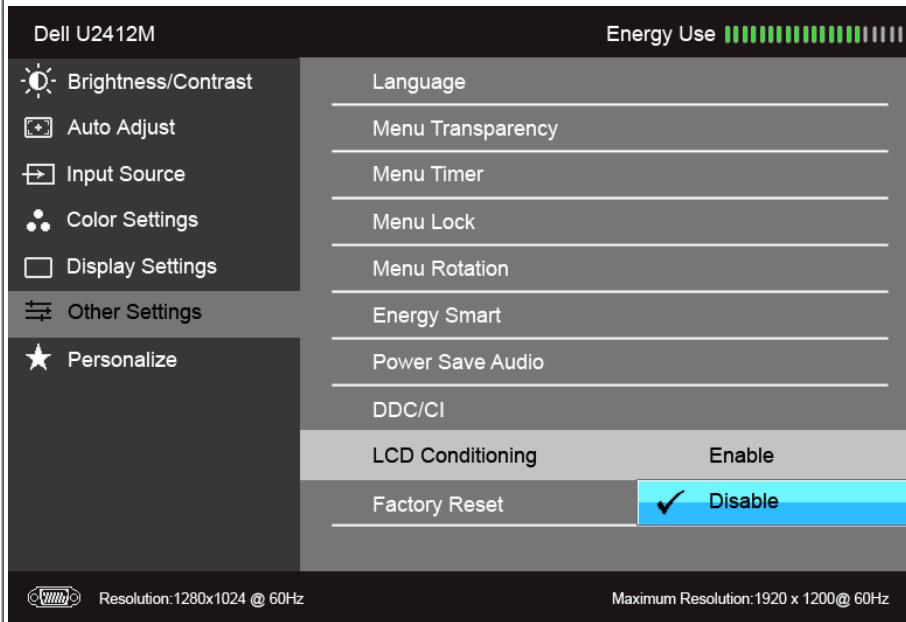 Dell U2412M
Energy Use
Brightness/Contrast
Auto Adjust
Input Source
Color Settings
Display Settings
Other Settings
Personalize
Language
Menu Transparency
Menu Timer
Menu Lock
Menu Rotation
Energy Smart
Power Save Audio
DDC/CI
LCD Conditioning
Enable
Factory Reset
Disable
Resolution:1280x1024 @ 60Hz
Maximum Resolution:1920 x 1200@ 60Hz